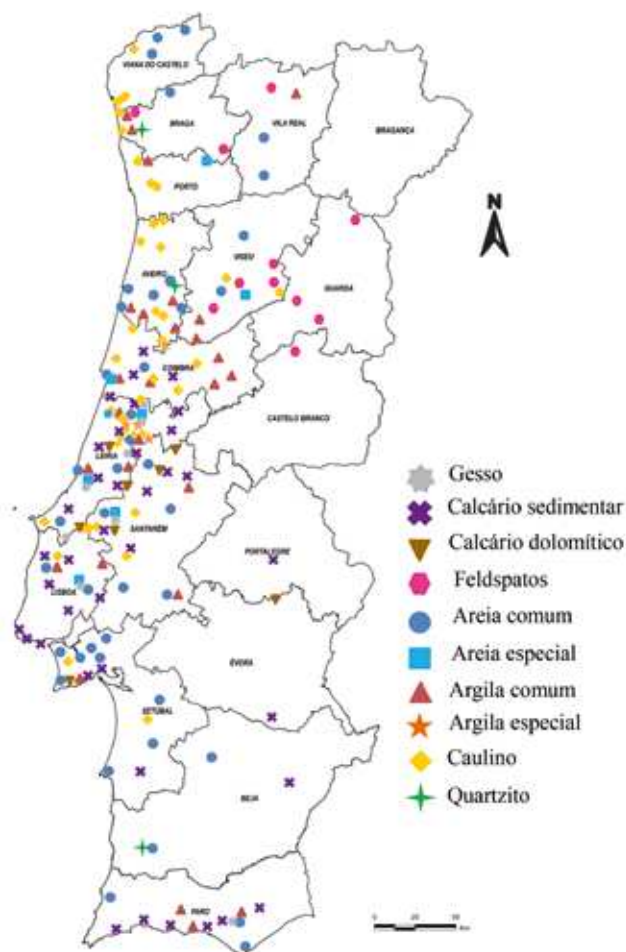 VIANA DO CASTELO
BRAGA
VILA REAL
BRAGANÇA
PORTO
N
VISEU
AVEIRO
GUARDA
COIMBRA
CASTELO BRANCO
LEIRIA
SANTARÉM
PORTALEGRE
LISBOA
ÉVORA
SETÚBAL
BEJA
FARO
Gesso
Calcário sedimentar
Calcário dolomítico
Feldspatos
Areia comum
Areia especial
Argila comum
Argila especial
Caulino
Quartzito